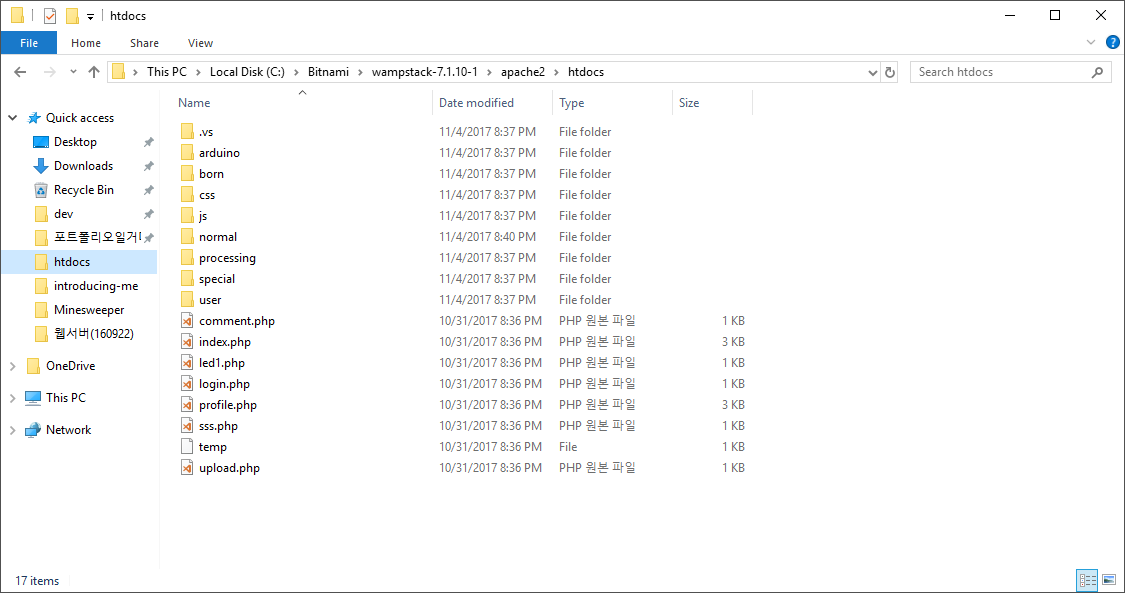 htdocs
File Home Share View
This PC Local Disk (C:) Bitnami wampstack-7.1.10-1 apache2 htdocs
Search htdocs
Quick access
Desktop
Downloads
Recycle Bin
dev
포트폴리오일거
htdocs
introducing-me
Minesweeper
웹서버(160922)
OneDrive
This PC
Network
Name Date modified Type Size
.vs 11/4/2017 8:37 PM File folder
arduino 11/4/2017 8:37 PM File folder
born 11/4/2017 8:37 PM File folder
css 11/4/2017 8:37 PM File folder
js 11/4/2017 8:37 PM File folder
normal 11/4/2017 8:40 PM File folder
processing 11/4/2017 8:37 PM File folder
special 11/4/2017 8:37 PM File folder
user 11/4/2017 8:37 PM File folder
comment.php 10/31/2017 8:36 PM PHP 원본 파일 1 KB
index.php 10/31/2017 8:36 PM PHP 원본 파일 3 KB
led1.php 10/31/2017 8:36 PM PHP 원본 파일 1 KB
login.php 10/31/2017 8:36 PM PHP 원본 파일 1 KB
profile.php 10/31/2017 8:36 PM PHP 원본 파일 3 KB
sss.php 10/31/2017 8:36 PM PHP 원본 파일 1 KB
temp 10/31/2017 8:36 PM File 1 KB
upload.php 10/31/2017 8:36 PM PHP 원본 파일 1 KB
17 items